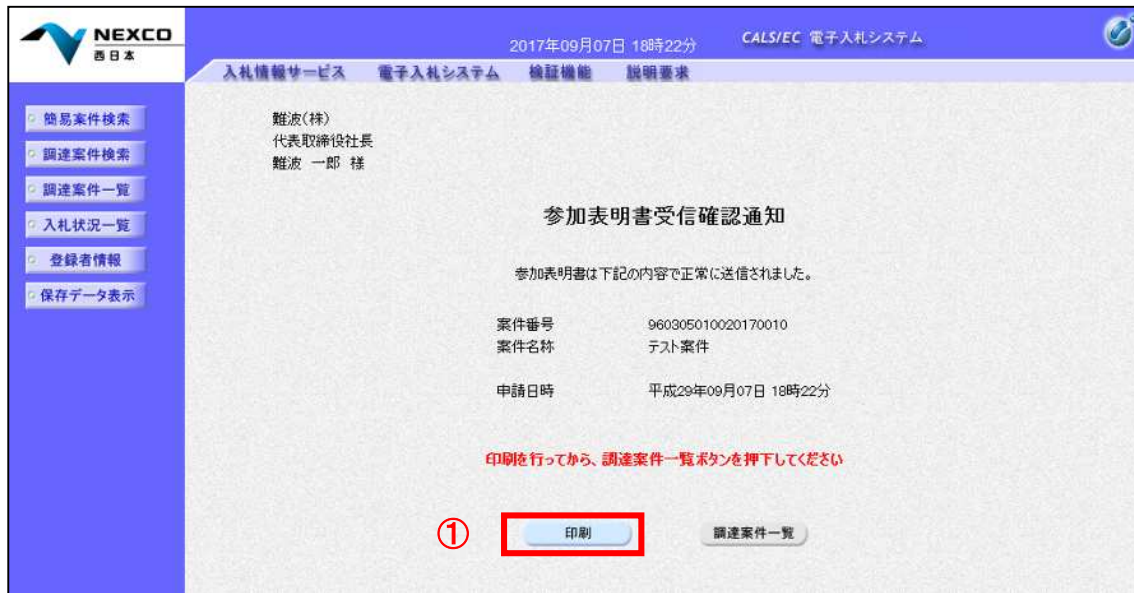 NEXCO
西日本
2017年09月07日 18時22分
CALS/EC 電子入札システム
入札情報サービス 電子入札システム 検証機能 説明要求
簡易案件検索
調達案件検索
調達案件一覧
入札状況一覧
登録者情報
保存データ表示
難波(株)
代表取締役社長
難波 一郎 様
参加表明書受信確認通知
参加表明書は下記の内容で正常に送信されました。
案件番号 960305010020170010
案件名称 テスト案件
申請日時 平成29年09月07日 18時22分
印刷を行ってから、調達案件一覧ボタンを押下してください
① 印刷 調達案件一覧